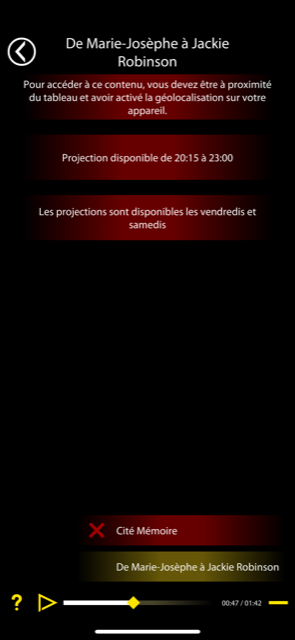 De Marie-Josèphe à Jackie
Robinson
Pour accéder à ce contenu, vous devez être à proximité
du tableau et avoir activé la géolocalisation sur votre
appareil.
Projection disponible de 20:15 à 23:00
Les projections sont disponibles les vendredis et
samedis
Cité Mémoire
De Marie-Josèphe à Jackie Robinson
? 00:47 / 01:42